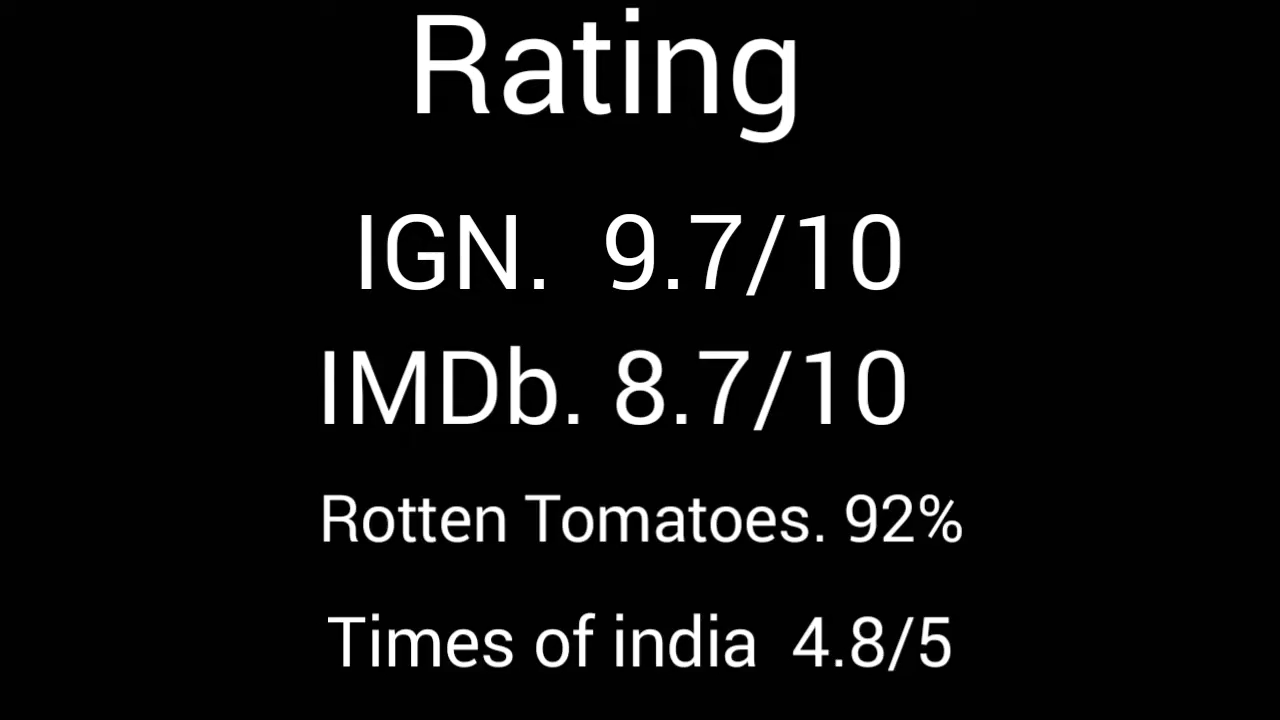 Rating
IGN. 9.7/10
IMDb. 8.7/10
Rotten Tomatoes. 92%
Times of india 4.8/5